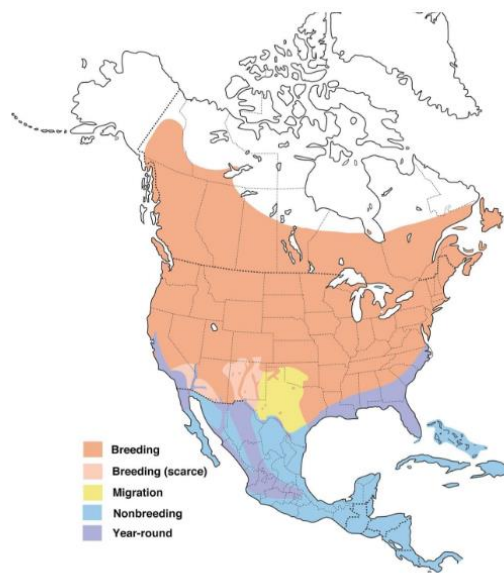 Breeding
Breeding (scarce)
Migration
Nonbreeding
Year-round